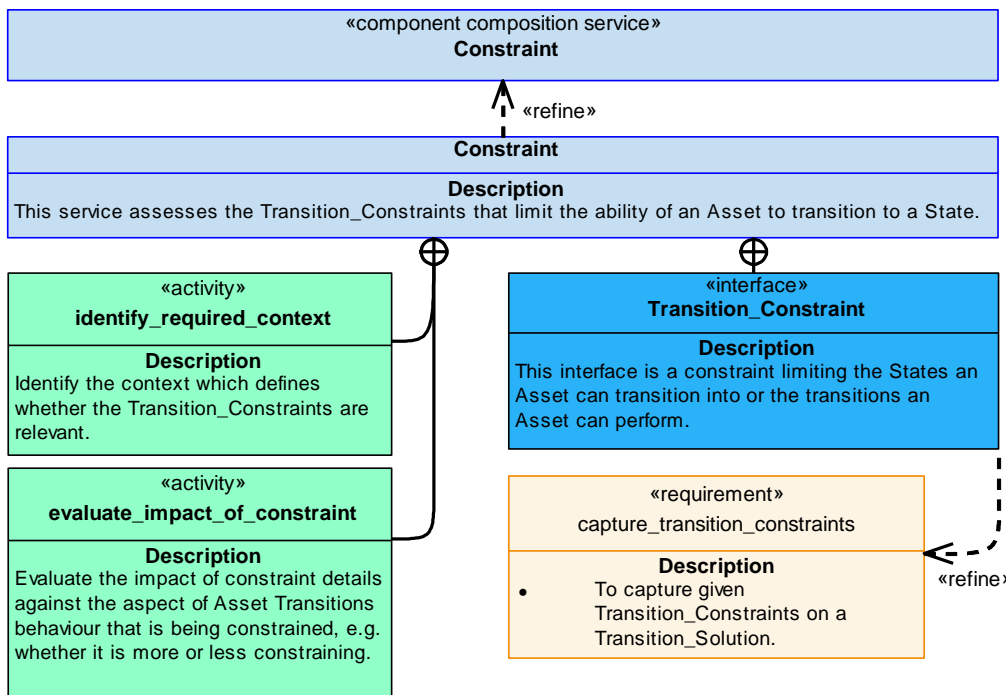 «component composition service»
Constraint
«refine»
Constraint
Description
This service assesses the Transition_Constraints that limit the ability of an Asset to transition to a State.
«activity»
identify_required_context
Description
Identify the context which defines
whether the Transition_Constraints are
relevant.
«interface»
Transition_Constraint
Description
This interface is a constraint limiting the States an
Asset can transition into or the transitions an
Asset can perform.
«activity»
evaluate_impact_of_constraint
Description
Evaluate the impact of constraint details
against the aspect of Asset Transitions
behaviour that is being constrained, e.g.
whether it is more or less constraining.
«requirement»
capture_transition_constraints
Description
• To capture given
Transition_Constraints on a
Transition_Solution.
«refine»